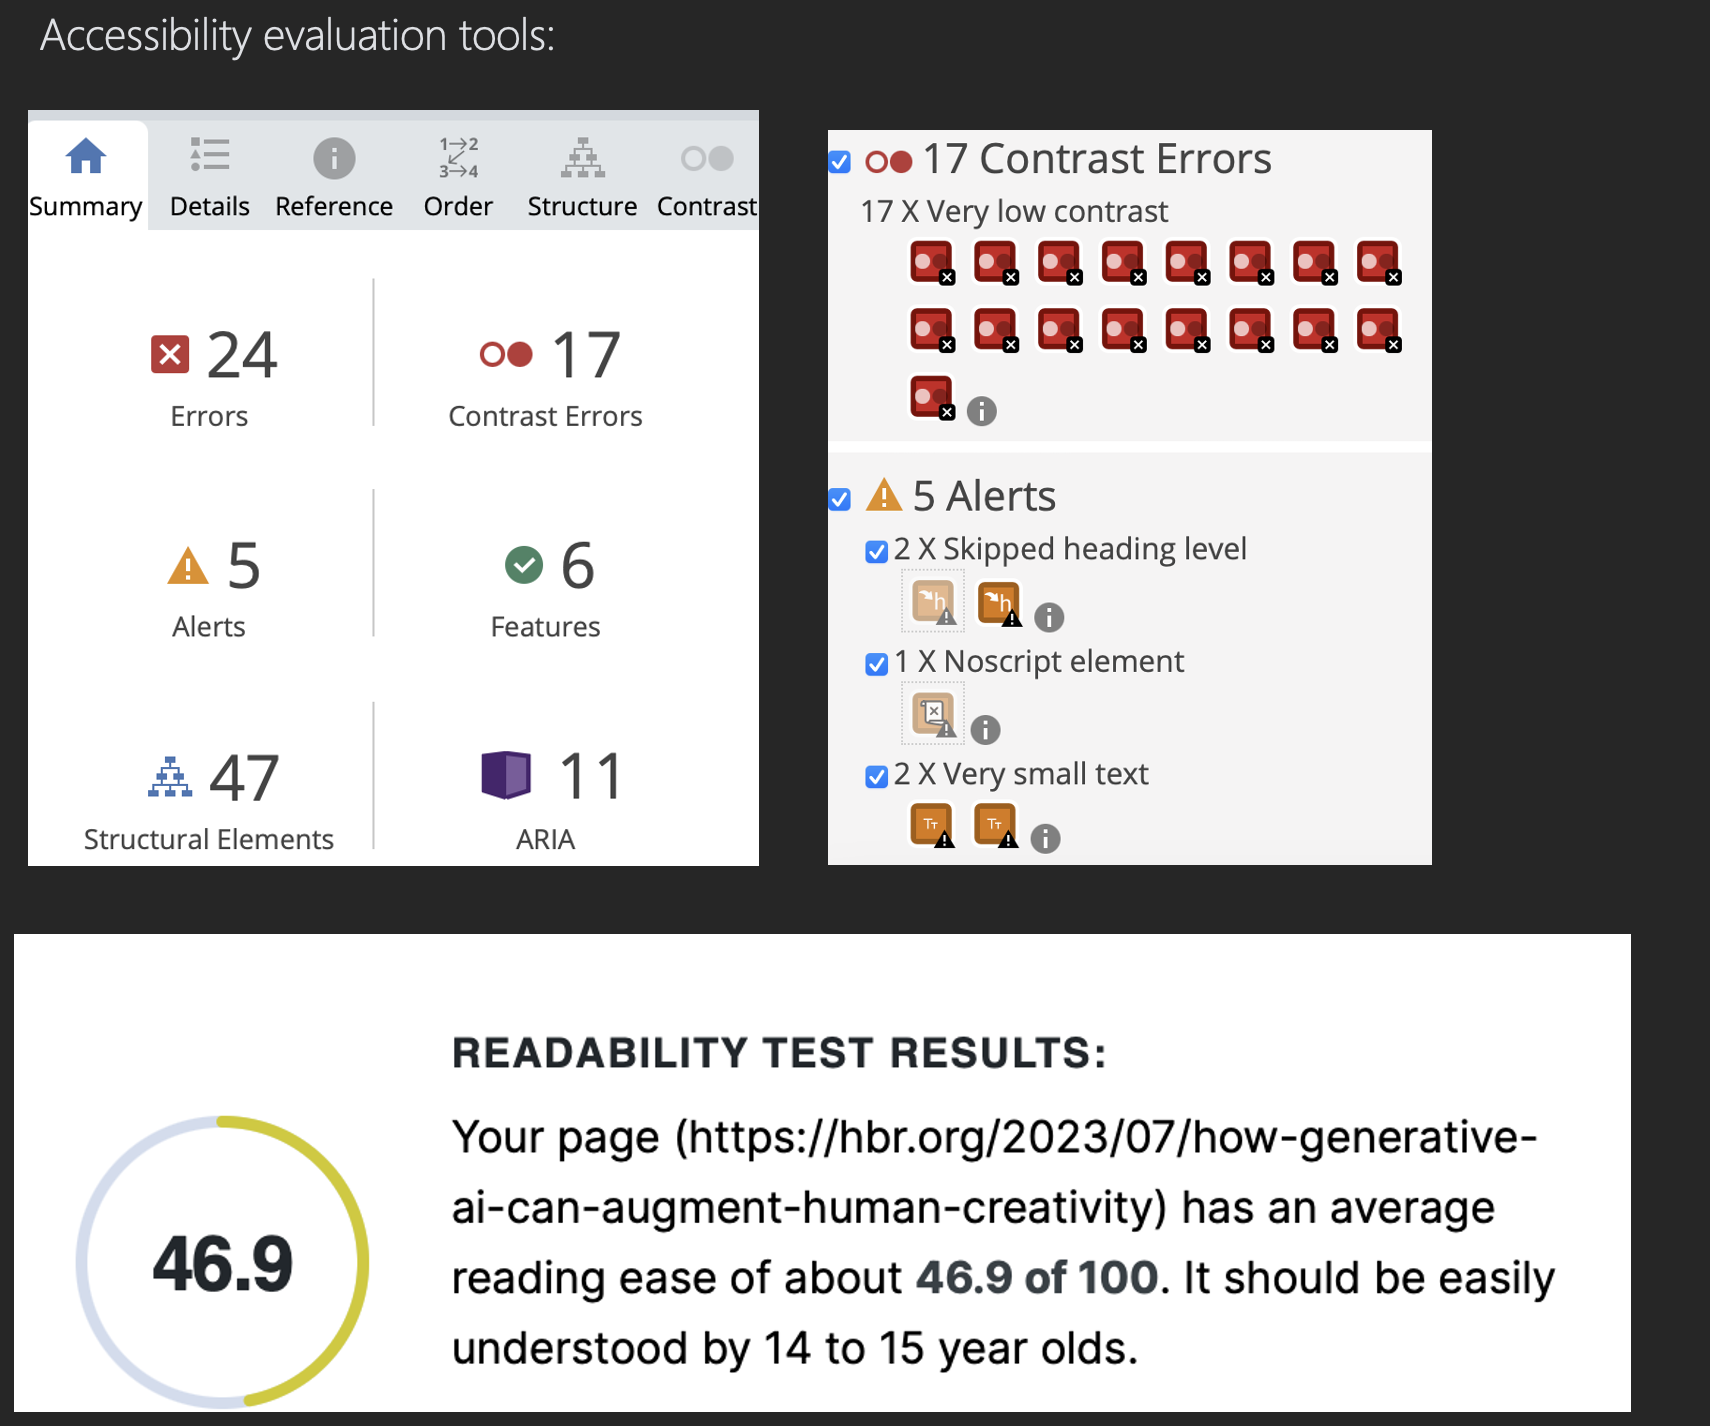 Accessibility evaluation tools:
Summary Details Reference Order Structure Contrast
1→2
3→4
24
Errors
17
Contrast Errors
5
Alerts
6
Features
47
Structural Elements
11
ARIA
17 Contrast Errors
17 X Very low contrast
5 Alerts
2 X Skipped heading level
h h
1 X Noscript element
2 X Very small text
TT TT
READABILITY TEST RESULTS:
46.9
Your page (https://hbr.org/2023/07/how-generative-
ai-can-augment-human-creativity) has an average
reading ease of about 46.9 of 100. It should be easily
understood by 14 to 15 year olds.